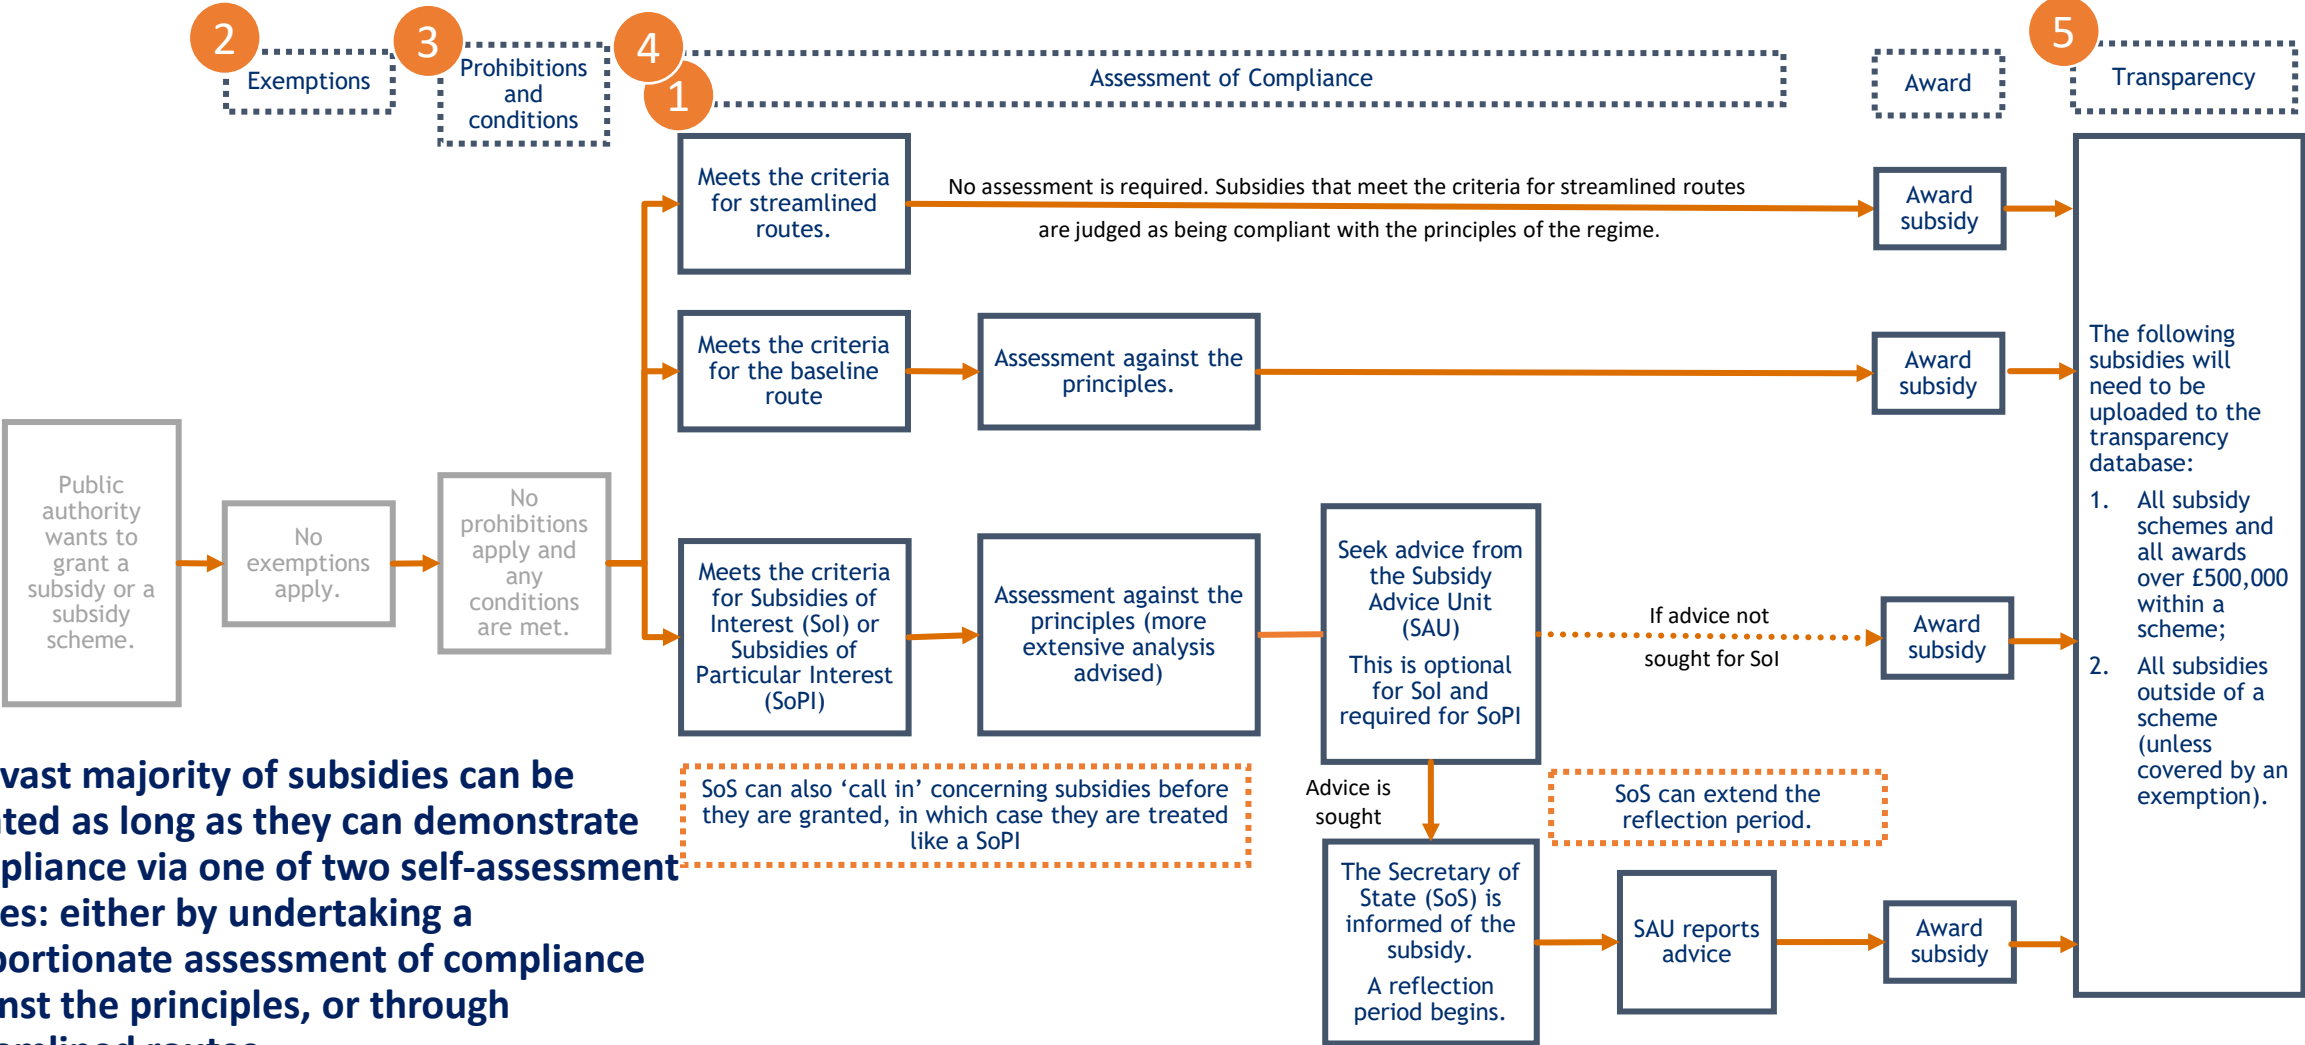 2
Exemptions
3
Prohibitions
and
conditions
4
1
Assessment of Compliance
Award
5
Transparency
Meets the criteria
for streamlined
routes.
No assessment is required. Subsidies that meet the criteria for streamlined routes
are judged as being compliant with the principles of the regime.
Award
subsidy
Meets the criteria
for the baseline
route
Assessment against the
principles.
Award
subsidy
Public
authority
wants to
grant a
subsidy or a
subsidy
scheme.
No
exemptions
apply.
No
prohibitions
apply and
any
conditions
are met.
Meets the criteria
for Subsidies of
Interest (SoI) or
Subsidies of
Particular Interest
(SoPI)
Assessment against the
principles (more
extensive analysis
advised)
Seek advice from
the Subsidy
Advice Unit
(SAU)
This is optional
for SoI and
required for SoPI
If advice not
sought for SoI
Award
subsidy
The following
subsidies will
need to be
uploaded to the
transparency
database:
1. All subsidy
schemes and
all awards
over £500,000
within a
scheme;
2. All subsidies
outside of a
scheme
(unless
covered by an
exemption).
SoS can also ‘call in’ concerning subsidies before
they are granted, in which case they are treated
like a SoPI
Advice is
sought
SoS can extend the
reflection period.
The Secretary of
State (SoS) is
informed of the
subsidy.
A reflection
period begins.
SAU reports
advice
Award
subsidy
vast majority of subsidies can be
as long as they can demonstrate
via one of two self-assessment
either by undertaking a
assessment of compliance
the principles, or through